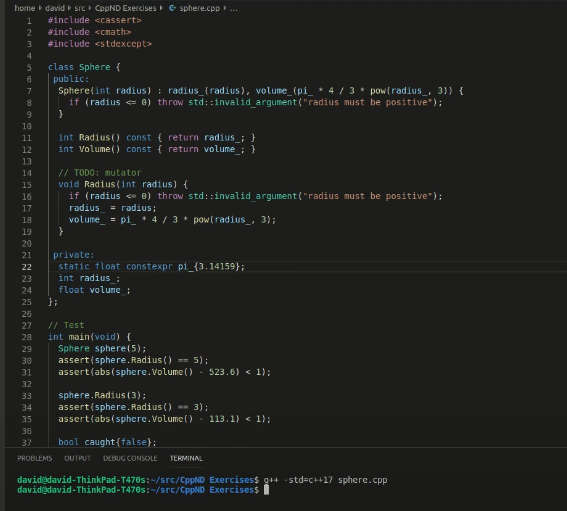 home › david › src › CppND Exercises › sphere.cpp › ...
1 #include <cassert>
2 #include <cmath>
3 #include <stdexcept>
4
5 class Sphere {
6 public:
7 Sphere(int radius) : radius_(radius), volume_(pi_ * 4 / 3 * pow(radius_, 3)) {
8 if (radius <= 0) throw std::invalid_argument("radius must be positive");
9 }
10
11 int Radius() const { return radius_; }
12 int Volume() const { return volume_; }
13
14 // TODO: mutator
15 void Radius(int radius) {
16 if (radius <= 0) throw std::invalid_argument("radius must be positive");
17 radius_ = radius;
18 volume_ = pi_ * 4 / 3 * pow(radius_, 3);
19 }
20
21 private:
22 static float constexpr pi_{3.14159};
23 int radius_;
24 float volume_;
25 };
26
27 // Test
28 int main(void) {
29 Sphere sphere(5);
30 assert(sphere.Radius() == 5);
31 assert(abs(sphere.Volume() - 523.6) < 1);
32
33 sphere.Radius(3);
34 assert(sphere.Radius() == 3);
35 assert(abs(sphere.Volume() - 113.1) < 1);
36
37 bool caught{false};
PROBLEMS OUTPUT DEBUG CONSOLE TERMINAL
david@david-ThinkPad-T470s:~/src/CppND Exercises$ g++ -std=c++17 sphere.cpp
david@david-ThinkPad-T470s:~/src/CppND Exercises$